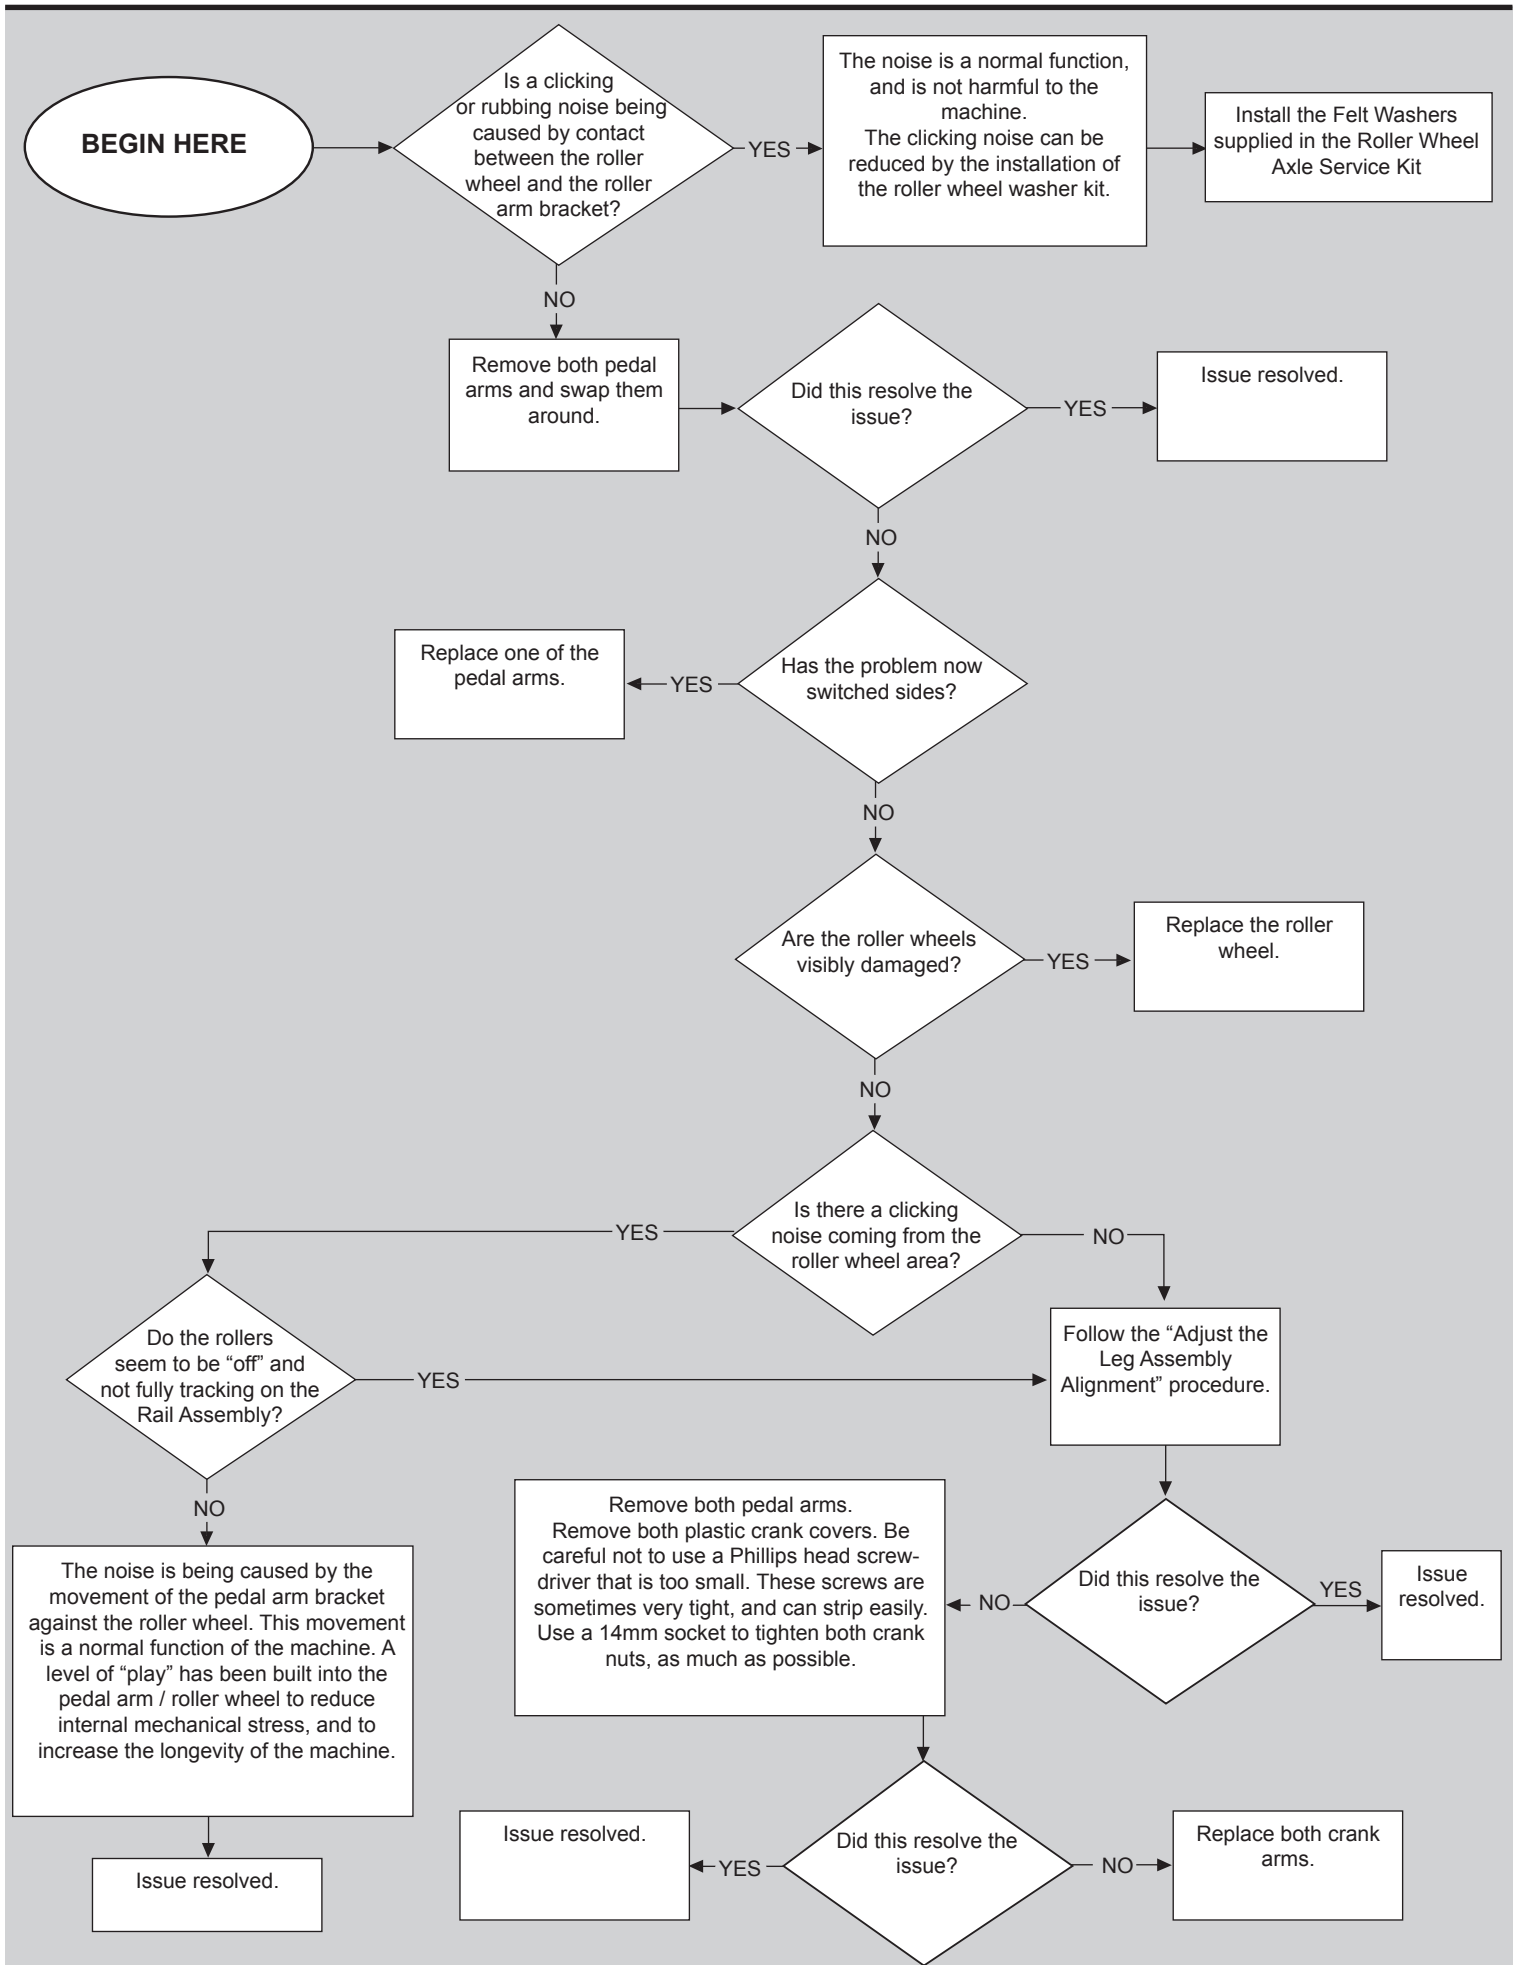 BEGIN HERE
Is a clicking
or rubbing noise being
caused by contact
between the roller
wheel and the roller
arm bracket?
YES
The noise is a normal function,
and is not harmful to the
machine.
The clicking noise can be
reduced by the installation of
the roller wheel washer kit.
Install the Felt Washers
supplied in the Roller Wheel
Axle Service Kit
NO
Remove both pedal
arms and swap them
around.
Did this resolve the
issue?
YES
Issue resolved.
NO
Has the problem now
switched sides?
YES
Replace one of the
pedal arms.
NO
Are the roller wheels
visibly damaged?
YES
Replace the roller
wheel.
NO
Is there a clicking
noise coming from the
roller wheel area?
YES
NO
Do the rollers
seem to be “off” and
not fully tracking on the
Rail Assembly?
YES
Follow the “Adjust the
Leg Assembly
Alignment” procedure.
NO
The noise is being caused by the
movement of the pedal arm bracket
against the roller wheel. This movement
is a normal function of the machine. A
level of “play” has been built into the
pedal arm / roller wheel to reduce
internal mechanical stress, and to
increase the longevity of the machine.
Issue resolved.
Did this resolve the
issue?
YES
Issue
resolved.
NO
Remove both pedal arms.
Remove both plastic crank covers. Be
careful not to use a Phillips head screw-
driver that is too small. These screws are
sometimes very tight, and can strip easily.
Use a 14mm socket to tighten both crank
nuts, as much as possible.
Did this resolve the
issue?
YES
Issue resolved.
NO
Replace both crank
arms.